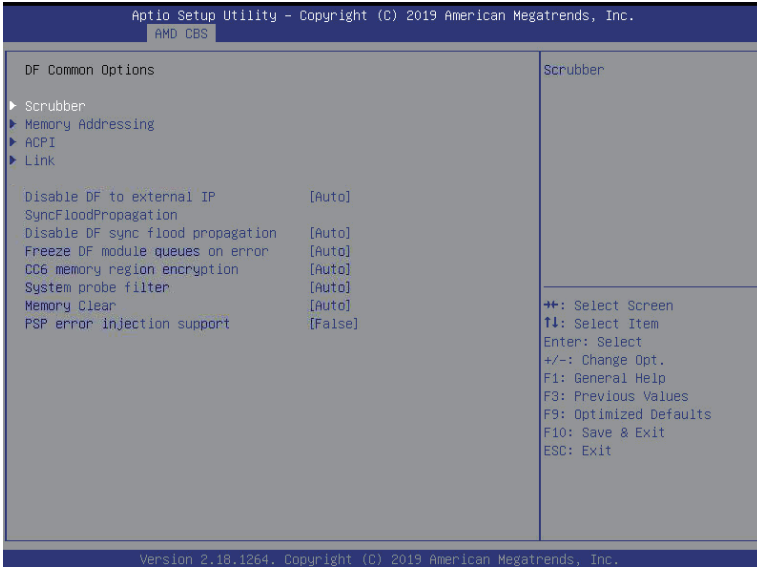 Aptio Setup Utility – Copyright (C) 2019 American Megatrends, Inc.
AMD CBS
DF Common Options
Scrubber
Memory Addressing
ACPI
Link
Disable DF to external IP [Auto]
SyncFloodPropagation
Disable DF sync flood propagation [Auto]
Freeze DF module queues on error [Auto]
CC6 memory region encryption [Auto]
System probe filter [Auto]
Memory Clear [Auto]
PSP error injection support [False]
Scrubber
→←: Select Screen
↑↓: Select Item
Enter: Select
+/-: Change Opt.
F1: General Help
F3: Previous Values
F9: Optimized Defaults
F10: Save & Exit
ESC: Exit
Version 2.18.1264. Copyright (C) 2019 American Megatrends, Inc.